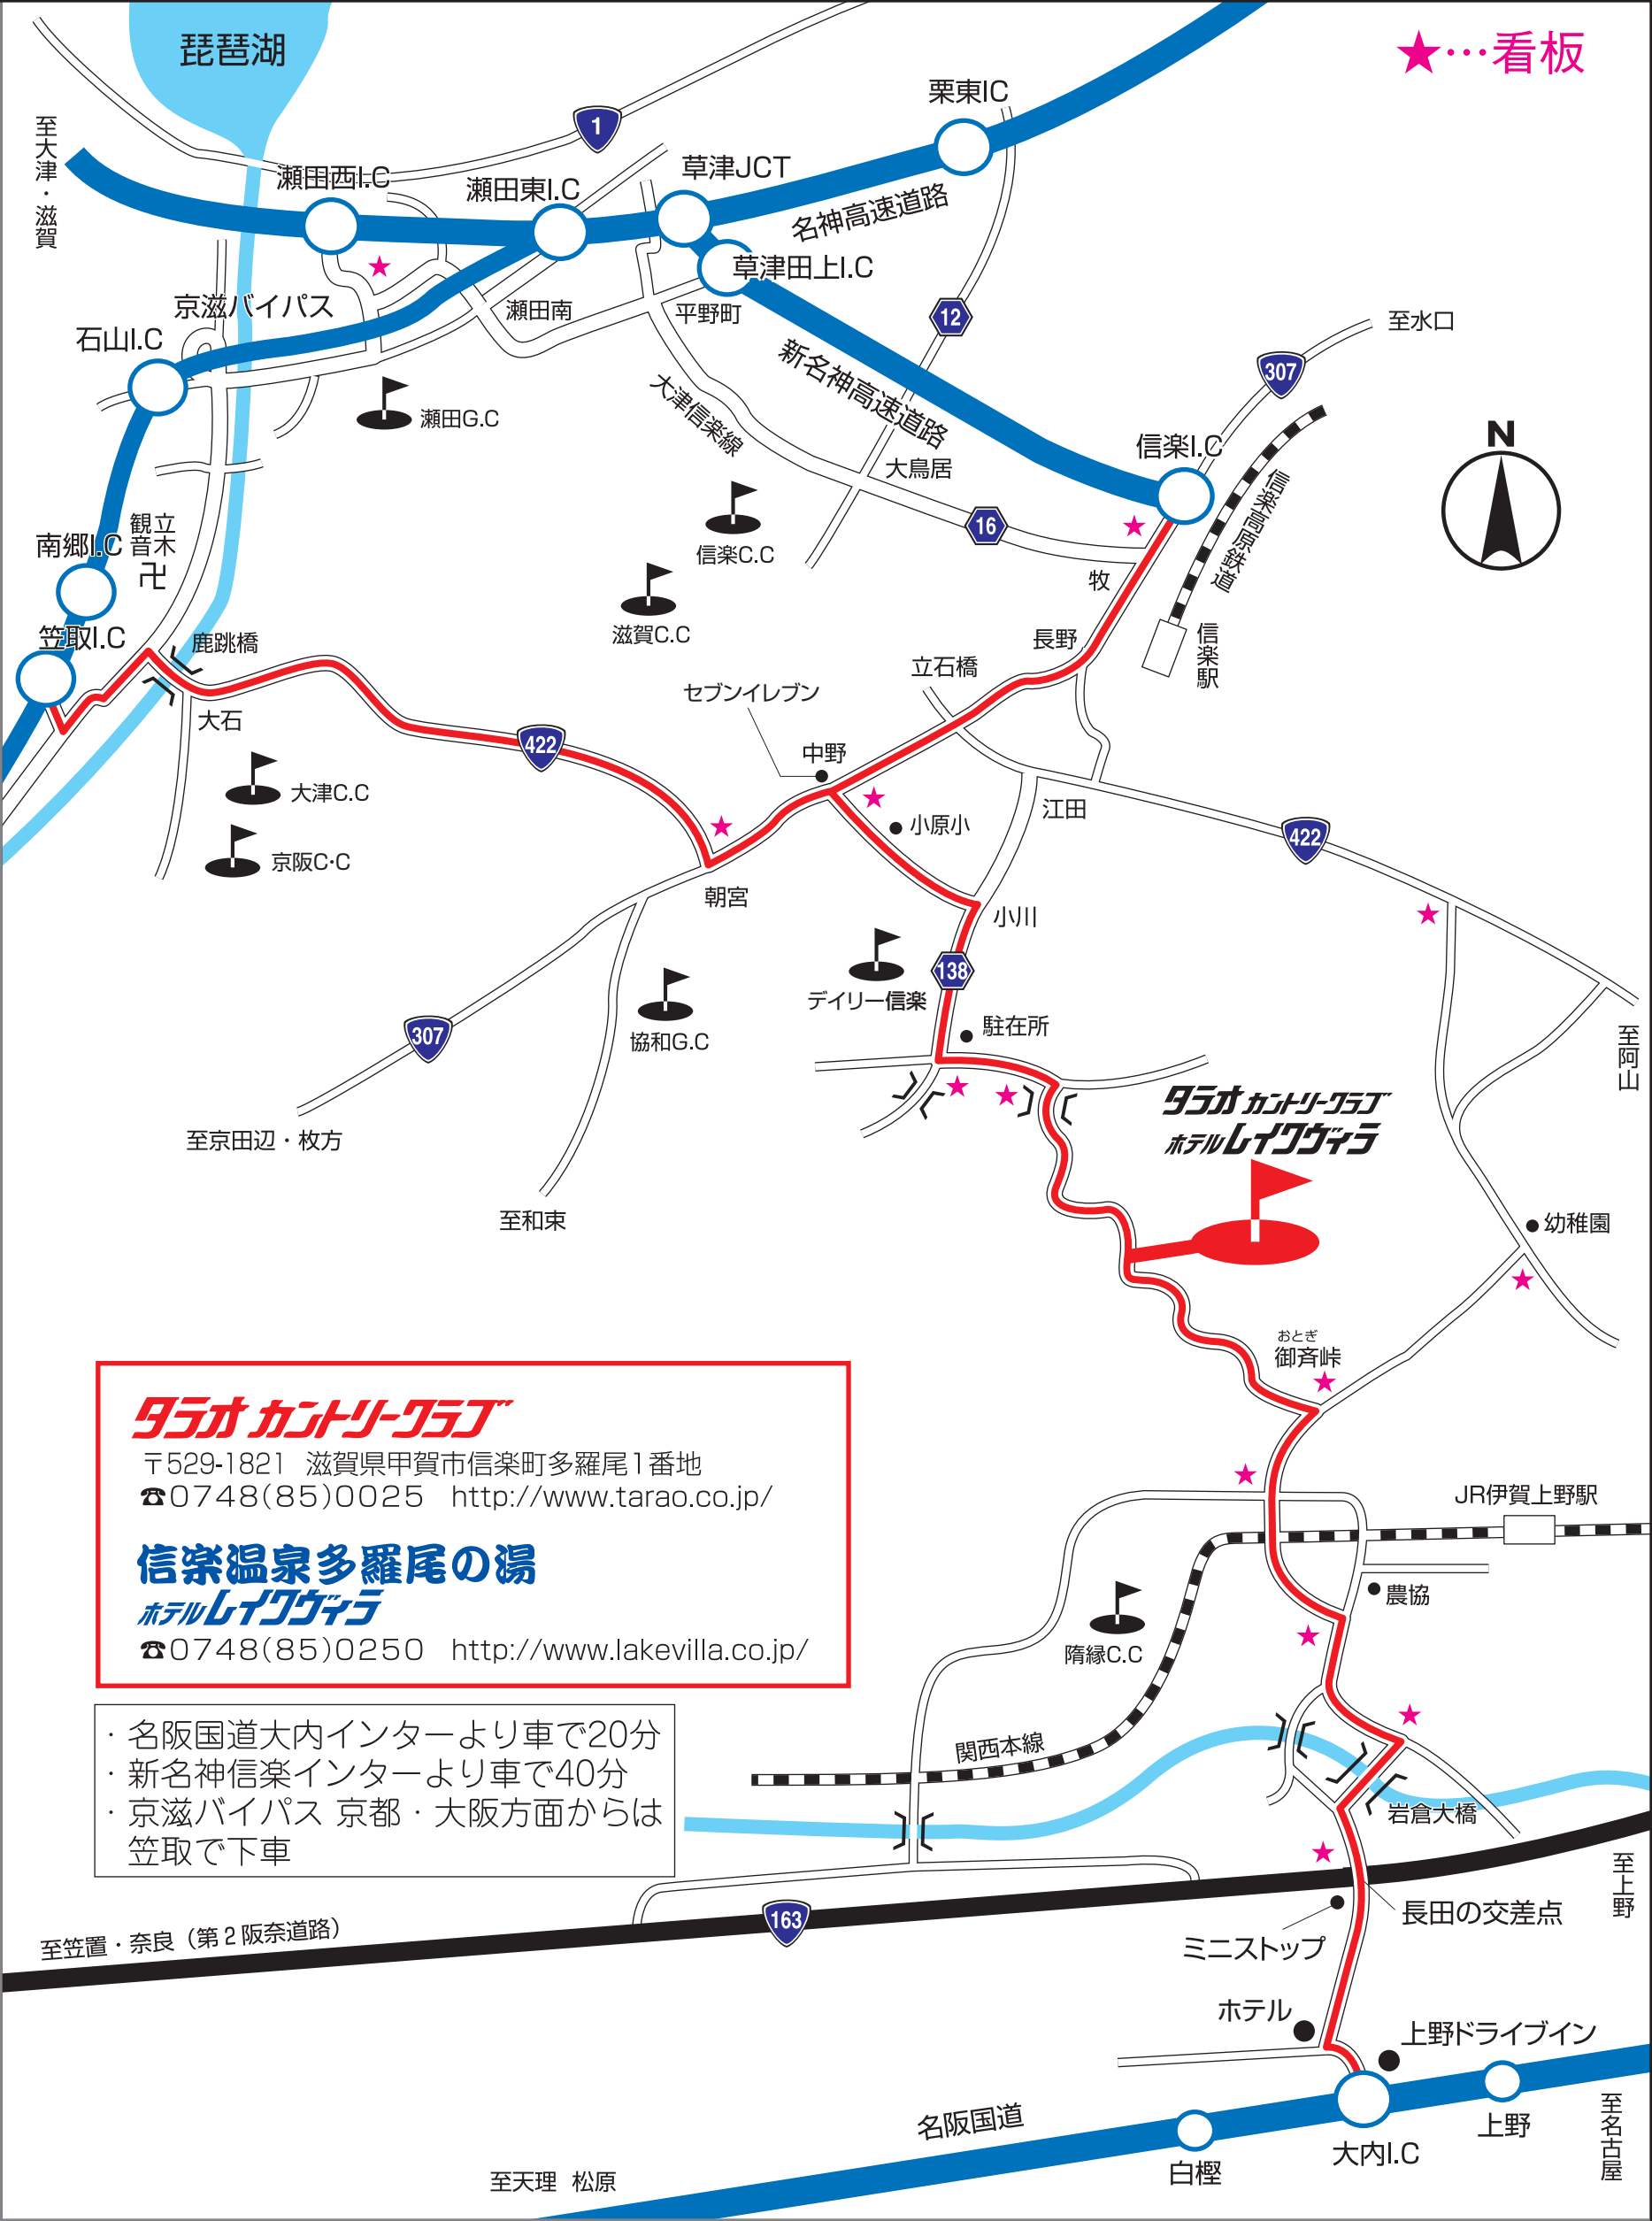 琵琶湖
★…看板
至大津・滋賀
1
栗東IC
瀬田西I.C
瀬田東I.C
草津JCT
名神高速道路
草津田上I.C
京滋バイパス
瀬田南
平野町
12
至水口
石山I.C
新名神高速道路
307
大津信楽線
瀬田G.C
信楽I.C
N
大鳥居
信楽高原鉄道
16
信楽C.C
南郷I.C
立木観音
卍
牧
滋賀C.C
笠取I.C
鹿跳橋
長野
信楽駅
立石橋
セブンイレブン
大石
422
中野
大津C.C
江田
小原小
422
京阪C・C
朝宮
小川
138
デイリー信楽
駐在所
307
協和G.C
至阿山
至京田辺・枚方
タラオ カントリークラブ
ホテルレイクヴィラ
至和束
幼稚園
おとぎ
御斉峠
タラオ カントリークラブ
〒529-1821 滋賀県甲賀市信楽町多羅尾1番地
☎0748(85)0025 http://www.tarao.co.jp/
信楽温泉多羅尾の湯
ホテルレイクヴィラ
☎0748(85)0250 http://www.lakevilla.co.jp/
JR伊賀上野駅
農協
隋縁C.C
・名阪国道大内インターより車で20分
・新名神信楽インターより車で40分
・京滋バイパス 京都・大阪方面からは
笠取で下車
関西本線
岩倉大橋
至上野
163
長田の交差点
至笠置・奈良（第2阪奈道路）
ミニストップ
ホテル
上野ドライブイン
名阪国道
上野
大内I.C
白樫
至名古屋
至天理 松原